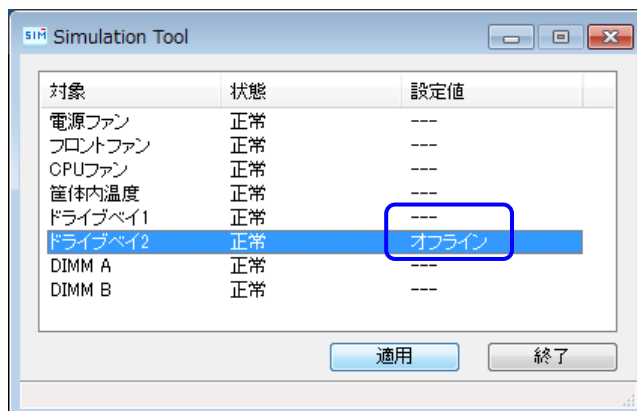 SIM Simulation Tool
対象 状態 設定値
電源ファン 正常 ---
フロントファン 正常 ---
CPUファン 正常 ---
筐体内温度 正常 ---
ドライブベイ1 正常 ---
ドライブベイ2 正常 オフライン
DIMM A 正常 ---
DIMM B 正常 ---
適用 終了